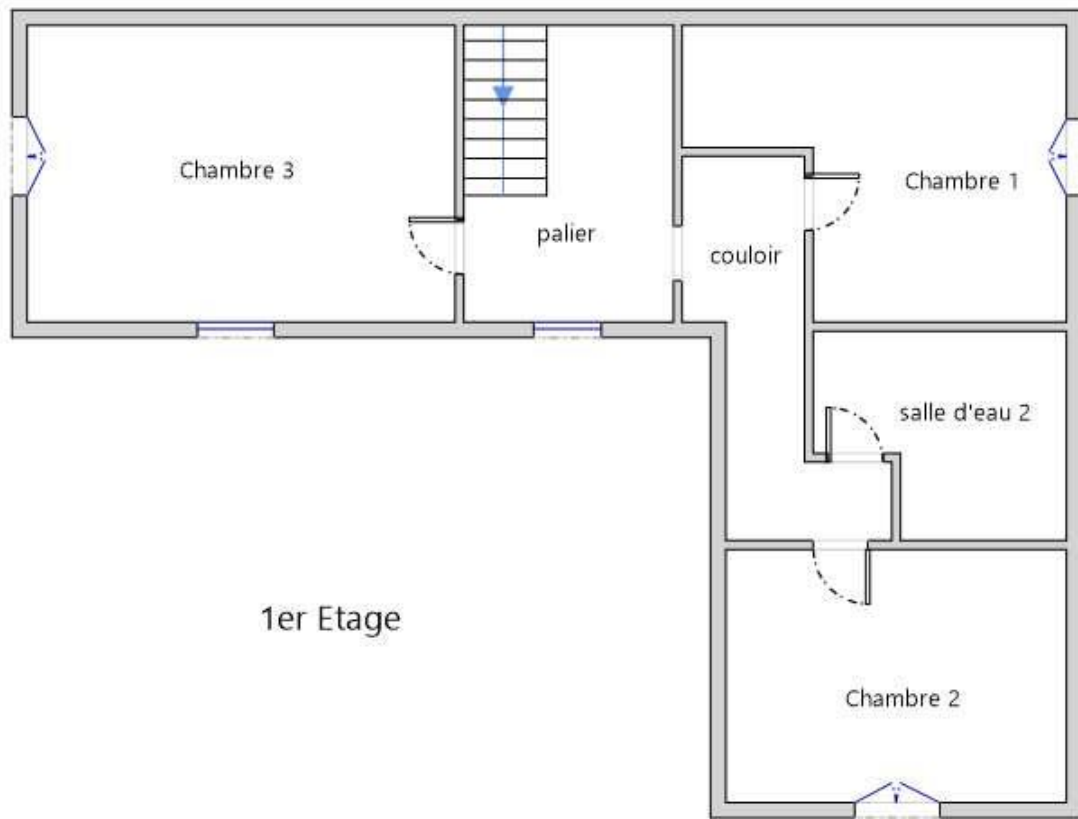 Chambre 3
Chambre 1
palier
couloir
salle d'eau 2
1er Etage
Chambre 2